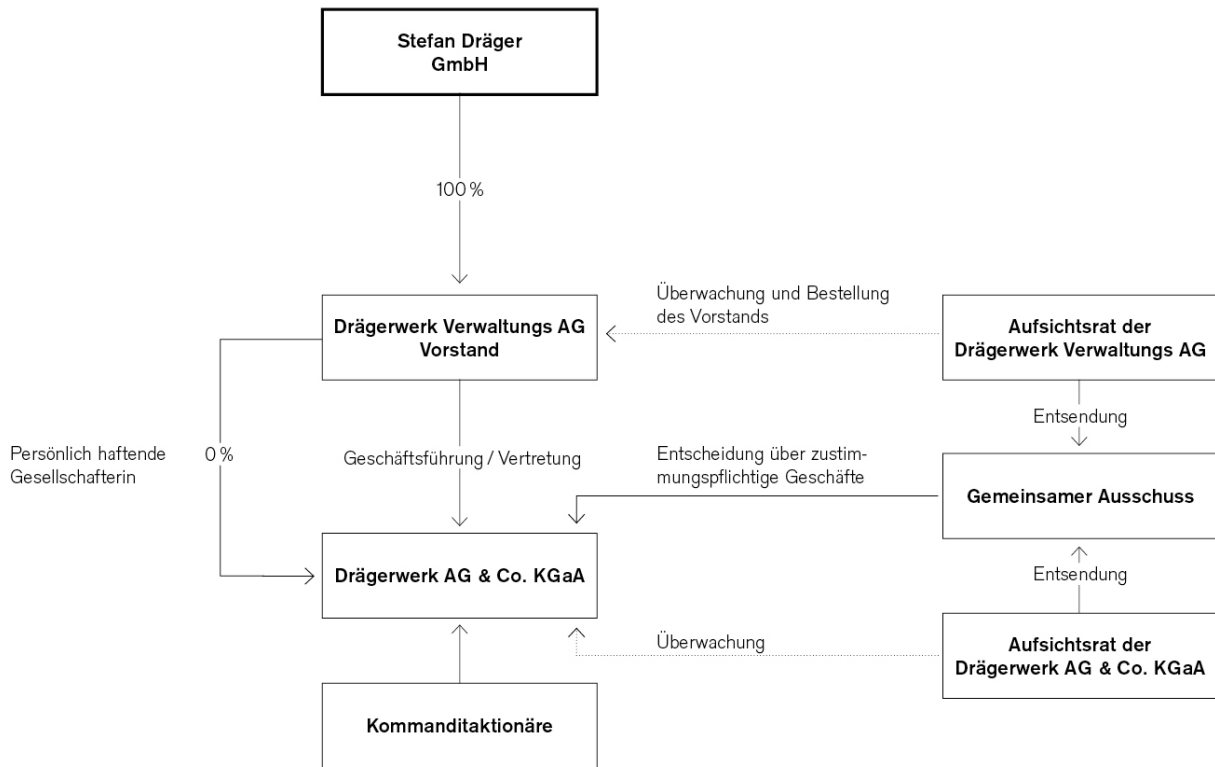 Stefan Dräger
GmbH
100 %
Drägerwerk Verwaltungs AG
Vorstand
Überwachung und Bestellung
des Vorstands
Aufsichtsrat der
Drägerwerk Verwaltungs AG
Entsendung
Persönlich haftende
Gesellschafterin
0 %
Geschäftsführung / Vertretung
Entscheidung über zustim-
mungspflichtige Geschäfte
Gemeinsamer Ausschuss
Drägerwerk AG & Co. KGaA
Entsendung
Überwachung
Aufsichtsrat der
Drägerwerk AG & Co. KGaA
Kommanditaktionäre